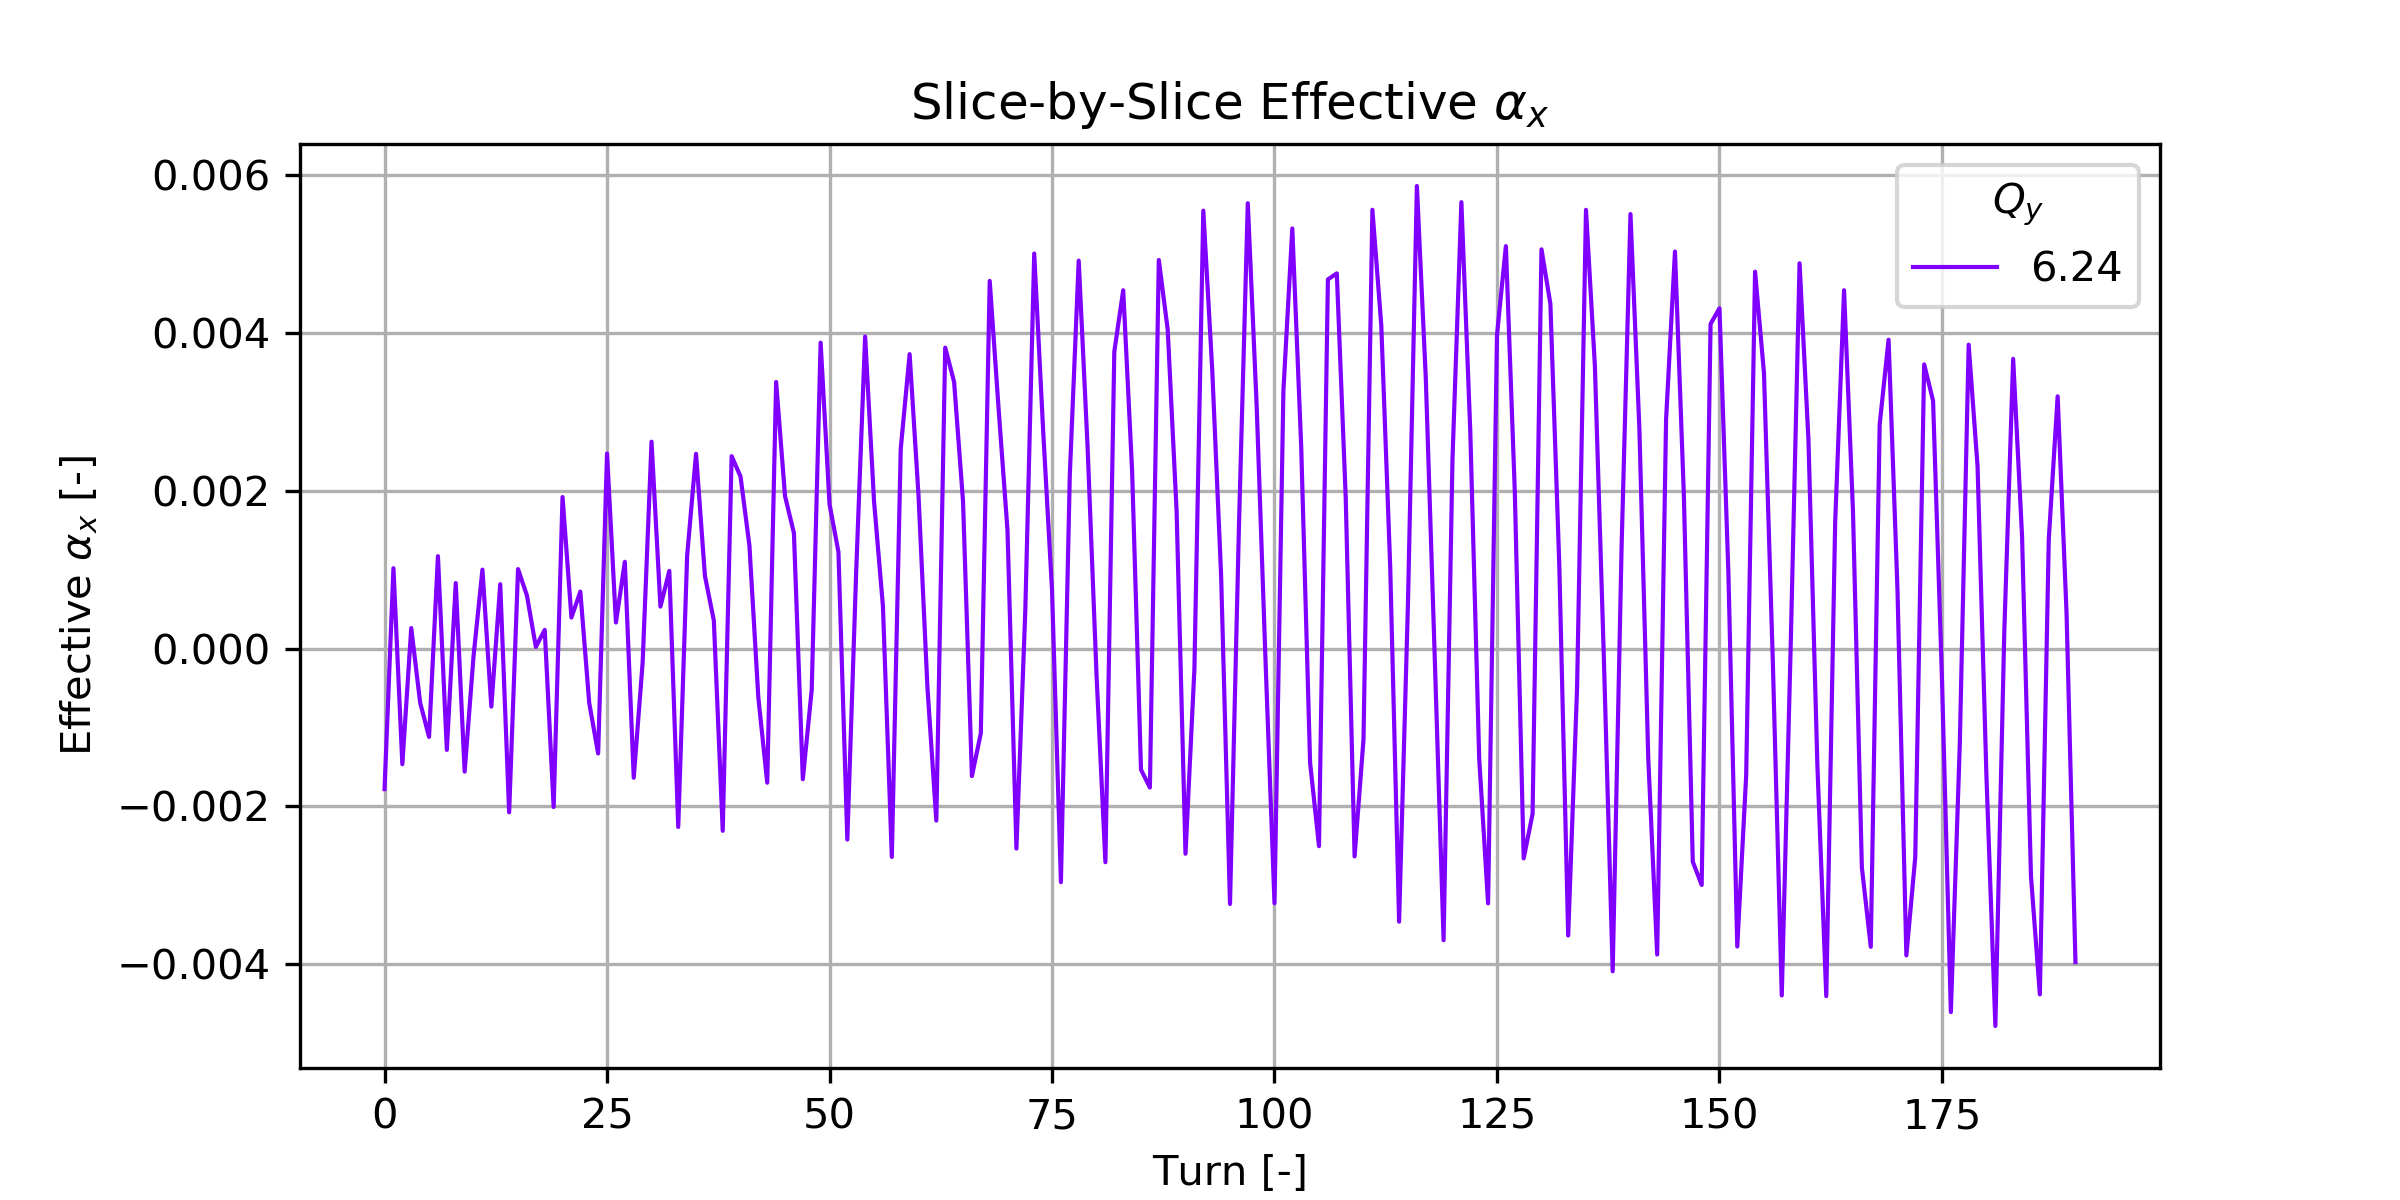 Slice-by-Slice Effective αx
Effective αx [-]
0.006
0.004
0.002
0.000
−0.002
−0.004
Qy
6.24
0 25 50 75 100 125 150 175
Turn [-]